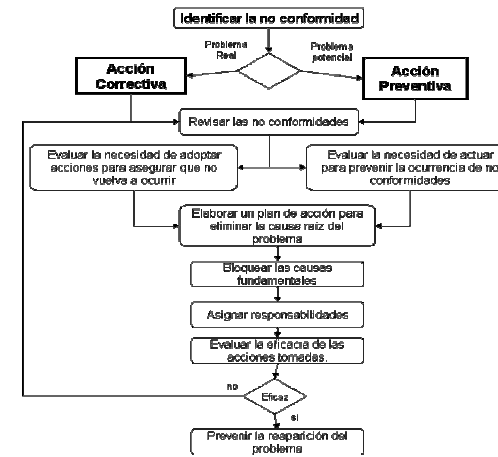 Identificar la no conformidad
Problema
Real
Problema
potencial
Acción
Correctiva
Acción
Preventiva
Revisar las no conformidades
Evaluar la necesidad de adoptar
acciones para asegurar que no
vuelva a ocurrir
Evaluar la necesidad de actuar
para prevenir la ocurrencia de no
conformidades
Elaborar un plan de acción para
eliminar la causa raíz del
problema
Bloquear las causas
fundamentales
Asignar responsabilidades
Evaluar la eficacia de las
acciones tomadas.
no
Eficaz
si
Prevenir la reaparición del
problema